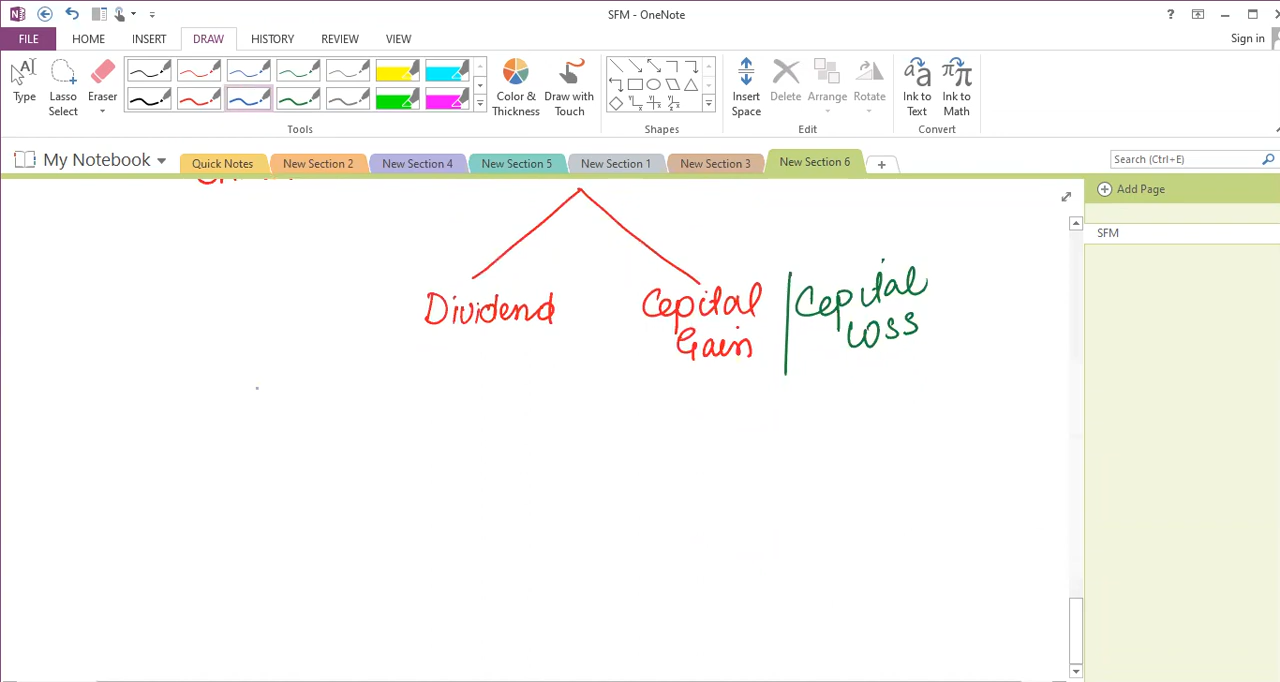 SFM - OneNote
?
Sign in
FILE HOME INSERT DRAW HISTORY REVIEW VIEW
Type
Lasso Select
Eraser
Color & Thickness
Draw with Touch
Insert Space
Delete
Arrange
Rotate
Ink to Text
Ink to Math
Tools
Shapes
Edit
Convert
My Notebook
Quick Notes New Section 2 New Section 4 New Section 5 New Section 1 New Section 3 New Section 6
Search (Ctrl+E)
Add Page
SFM
Dividend
Cepital Gain
Cepital Loss